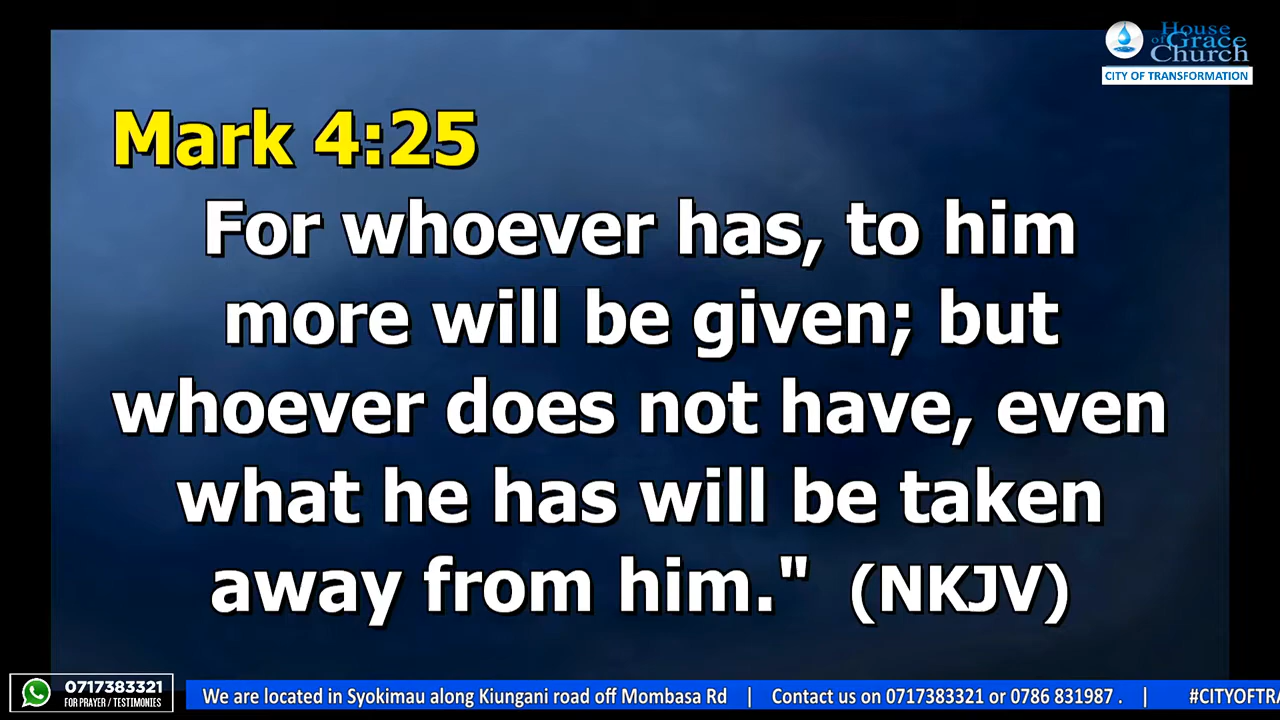 House
of Grace
Church
CITY OF TRANSFORMATION
Mark 4:25
For whoever has, to him
more will be given; but
whoever does not have, even
what he has will be taken
away from him." (NKJV)
0717383321
FOR PRAYER / TESTIMONIES
We are located in Syokimau along Kiungani road off Mombasa Rd | Contact us on 0717383321 or 0786 831987 . | #CITYOFTRA